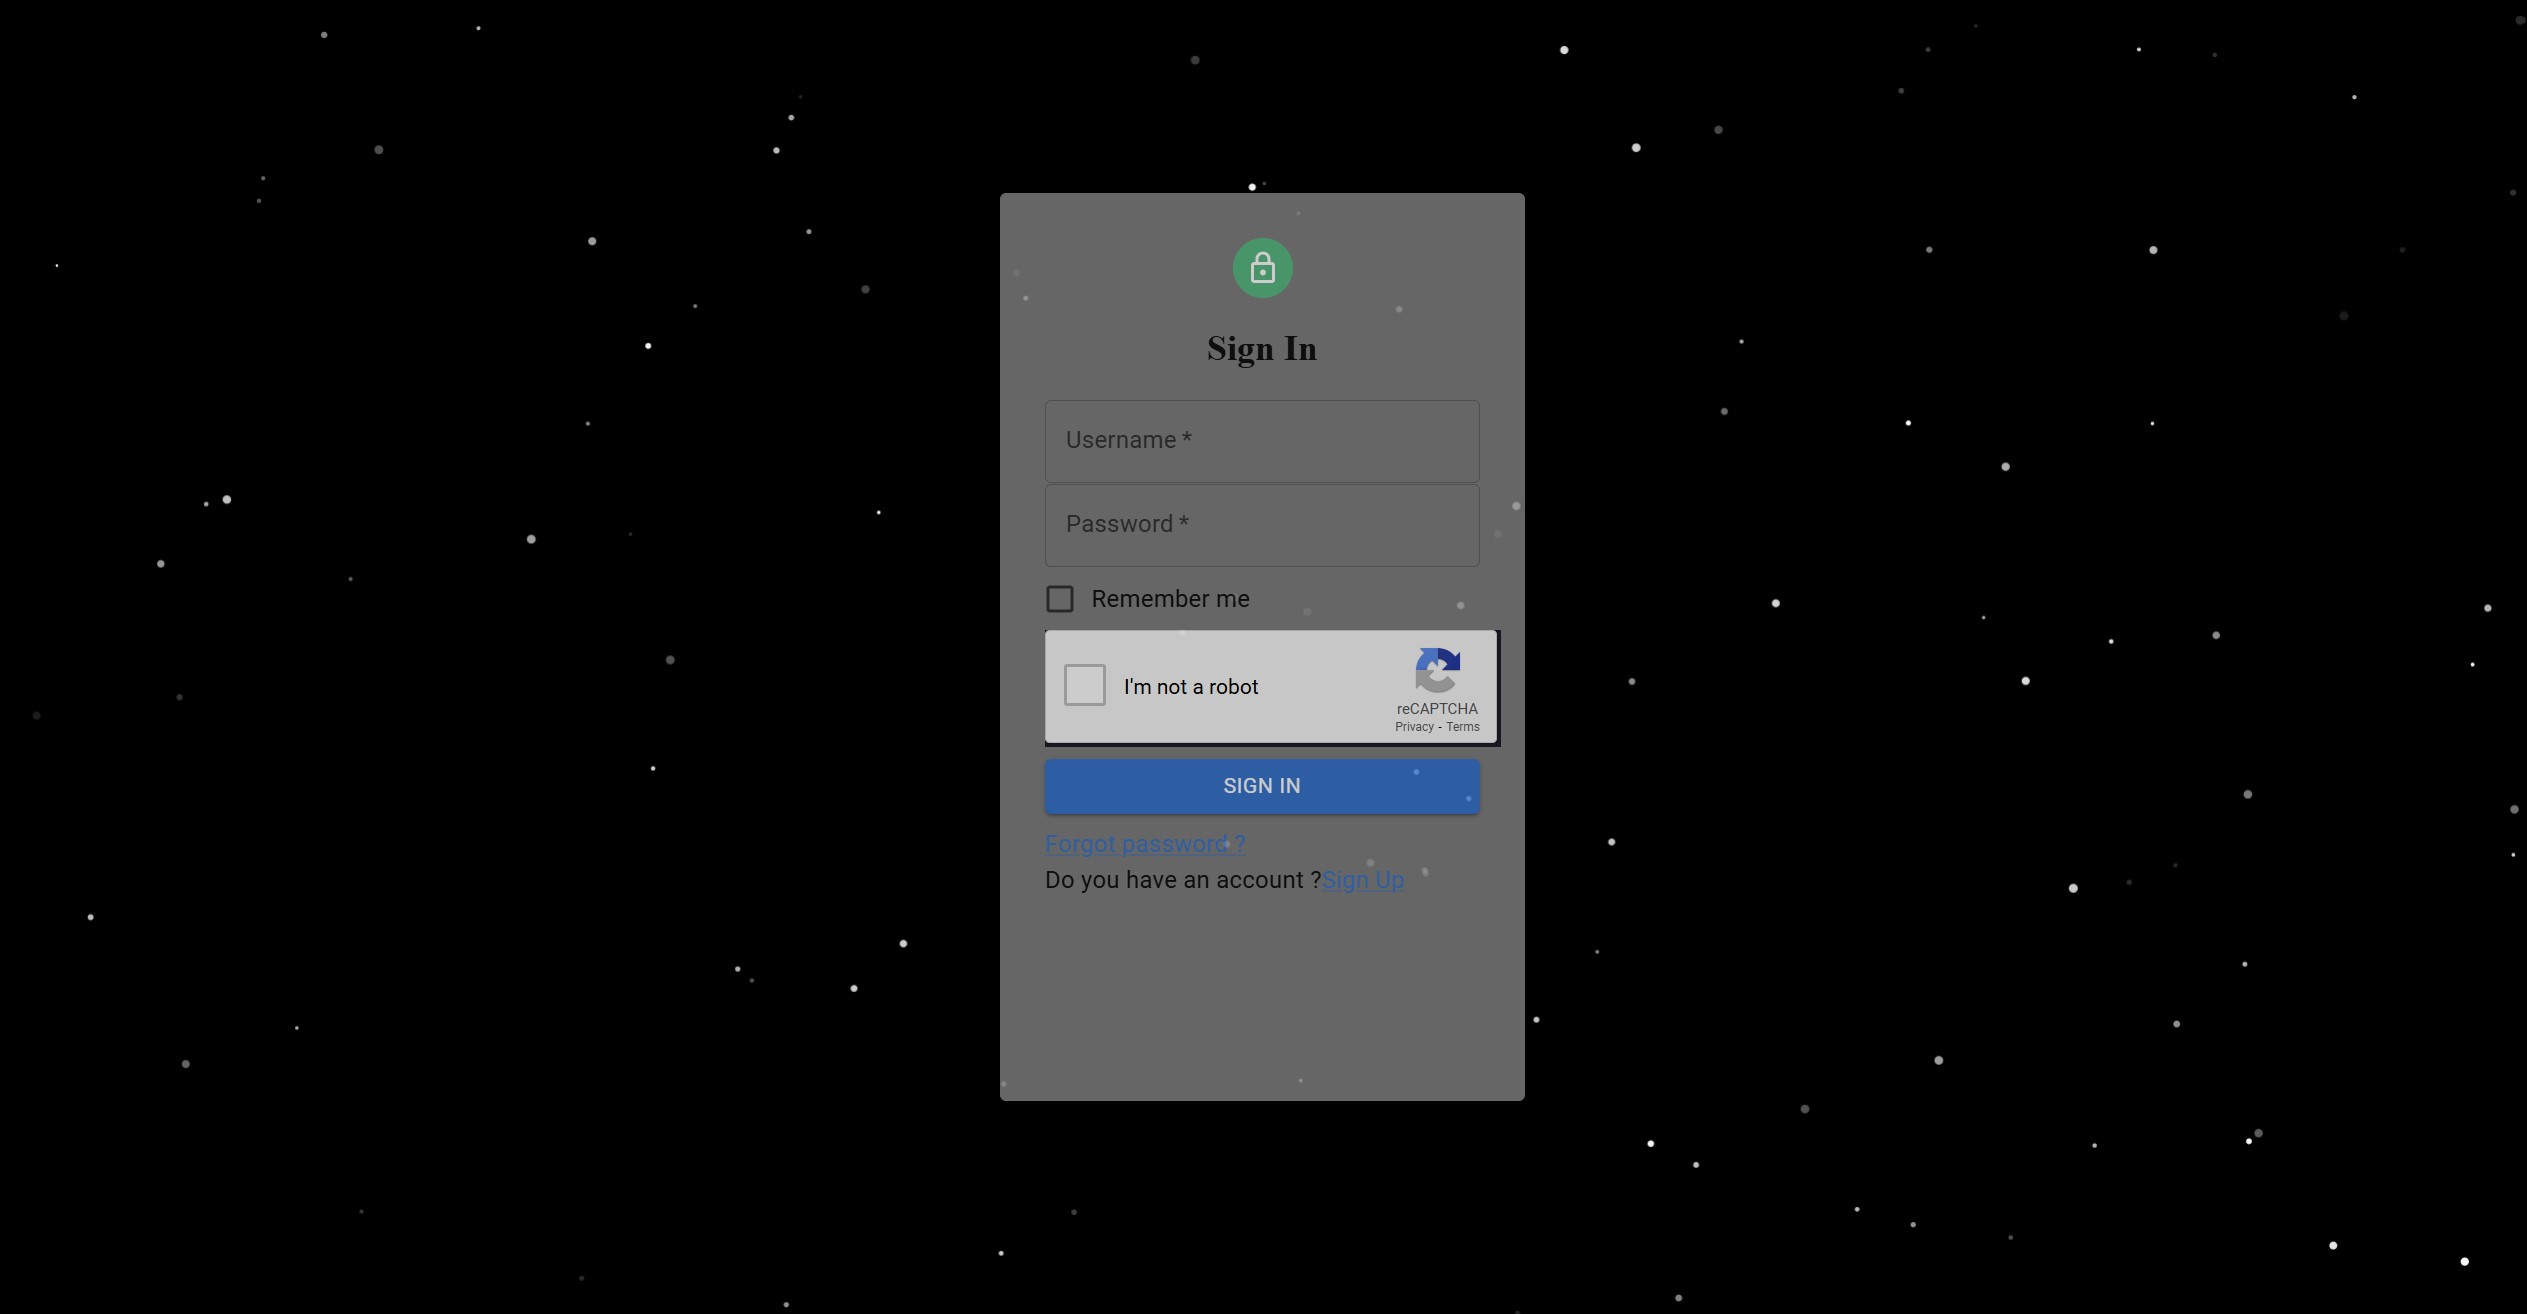 Sign In
Username *
Password *
Remember me
I'm not a robot
reCAPTCHA
Privacy - Terms
SIGN IN
Forgot password ?
Do you have an account ?Sign Up